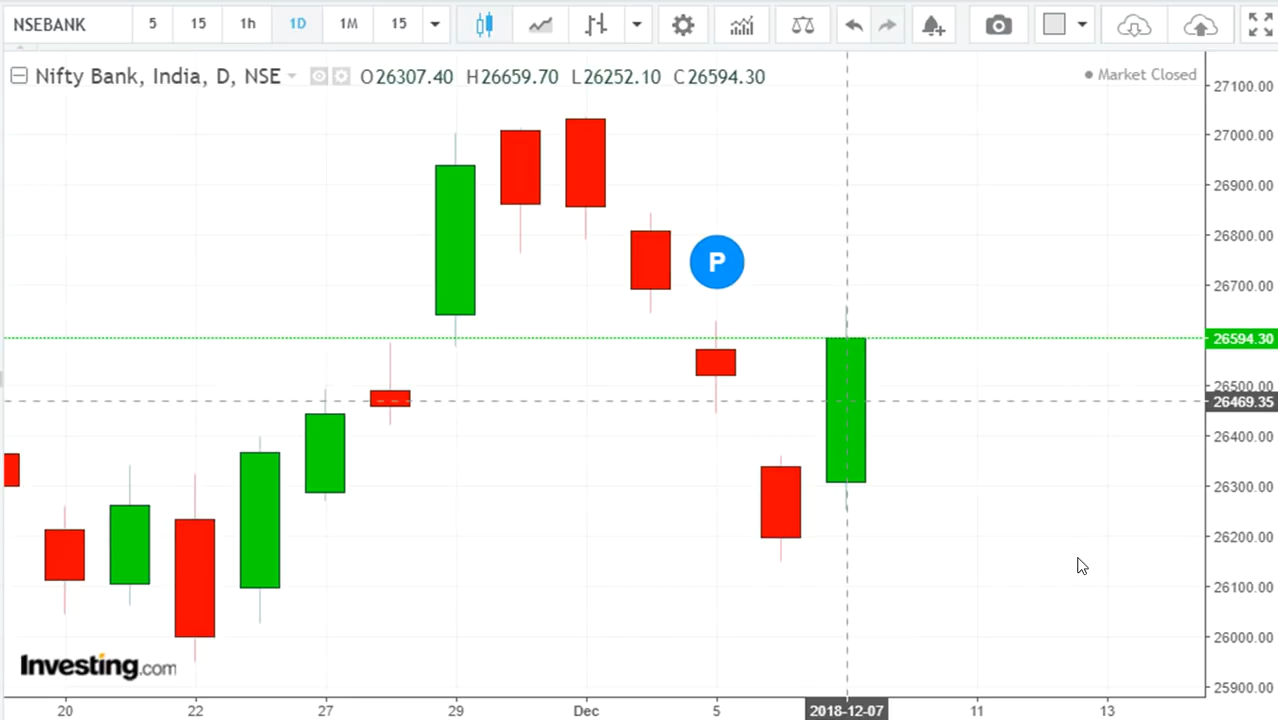 NSEBANK 5 15 1h 1D 1M 15
Nifty Bank, India, D, NSE O26307.40 H26659.70 L26252.10 C26594.30
Market Closed
27100.00
27000.00
26900.00
26800.00
P
26700.00
26594.30
26500.00
26469.35
26400.00
26300.00
26200.00
26100.00
26000.00
Investing.com
25900.00
20 22 27 29 Dec 5 2018-12-07 11 13